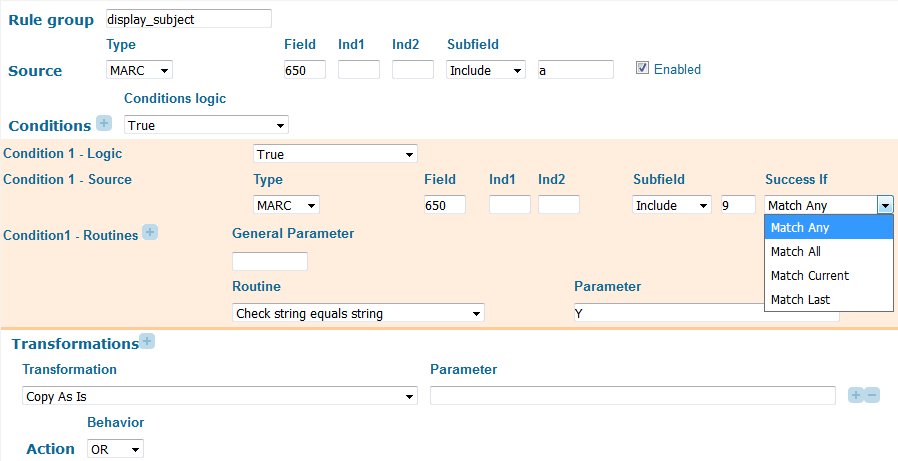 Rule group display_subject
Type Field Ind1 Ind2 Subfield
Source MARC 650 Include a Enabled
Conditions logic
Conditions + True
Condition 1 - Logic True
Condition 1 - Source Type Field Ind1 Ind2 Subfield Success If
MARC 650 Include 9 Match Any
Match Any
Condition1 - Routines + General Parameter
Match All
Match Current
Routine Parameter
Match Last
Check string equals string Y
Transformations +
Transformation Parameter
Copy As Is + −
Behavior
Action OR